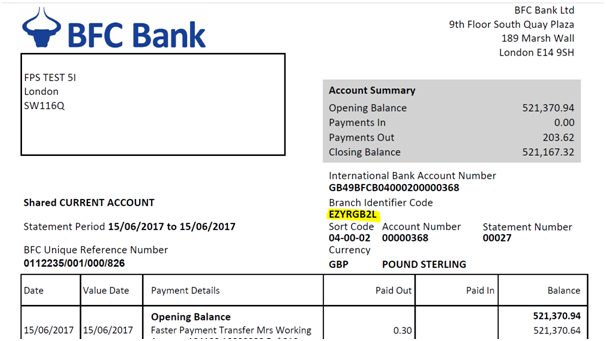 BFC Bank
BFC Bank Ltd
9th Floor South Quay Plaza
189 Marsh Wall
London E14 9SH
FPS TEST 5I
London
SW116Q
Account Summary
Opening Balance 521,370.94
Payments In 0.00
Payments Out 203.62
Closing Balance 521,167.32
International Bank Account Number
GB49BFCB04000200000368
Branch Identifier Code
EZYRGB2L
Sort Code Account Number Statement Number
04-00-02 00000368 00027
Currency
GBP POUND STERLING
Shared CURRENT ACCOUNT
Statement Period 15/06/2017 to 15/06/2017
BFC Unique Reference Number
0112235/001/000/826
Date Value Date Payment Details Paid Out Paid In Balance
Opening Balance 521,370.94
15/06/2017 15/06/2017 Faster Payment Transfer Mrs Working 0.30 521,370.64